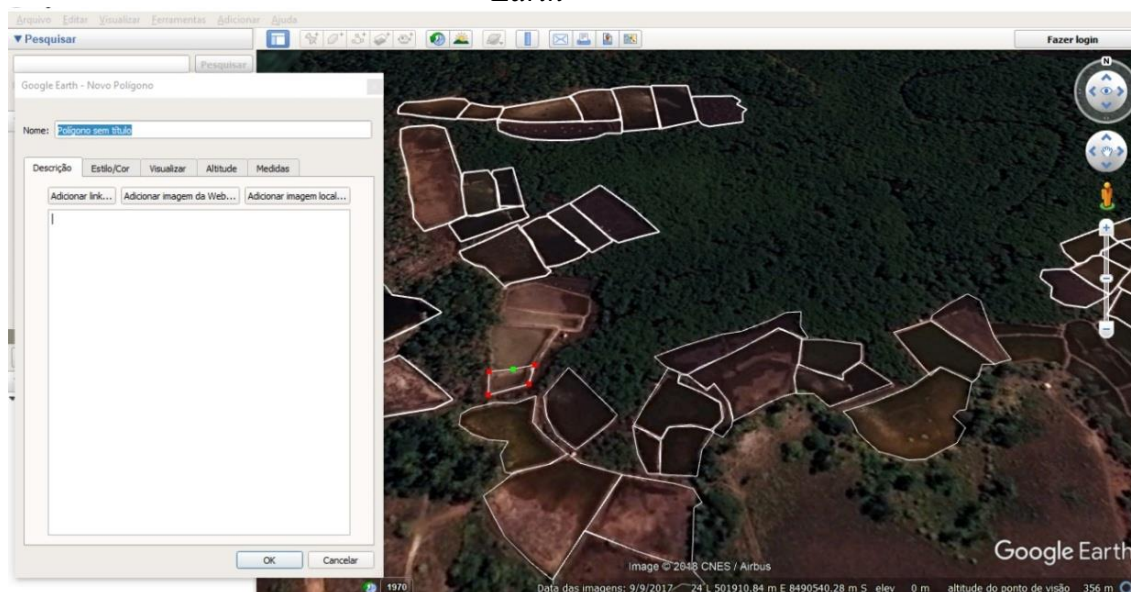 Earth
Arquivo Editar Visualizar Ferramentas Adicionar Ajuda
Pesquisar
Fazer login
Pesquisar
N
Google Earth - Novo Polígono
Nome: Polígono sem título
Descrição Estilo/Cor Visualizar Altitude Medidas
Adicionar link... Adicionar imagem da Web... Adicionar imagem local...
OK Cancelar
Google Earth
Image © 2018 CNES / Airbus
1970
Data das imagens: 9/9/2017 24 L 501910.84 m E 8490540.28 m S elev 0 m altitude do ponto de visão 356 m